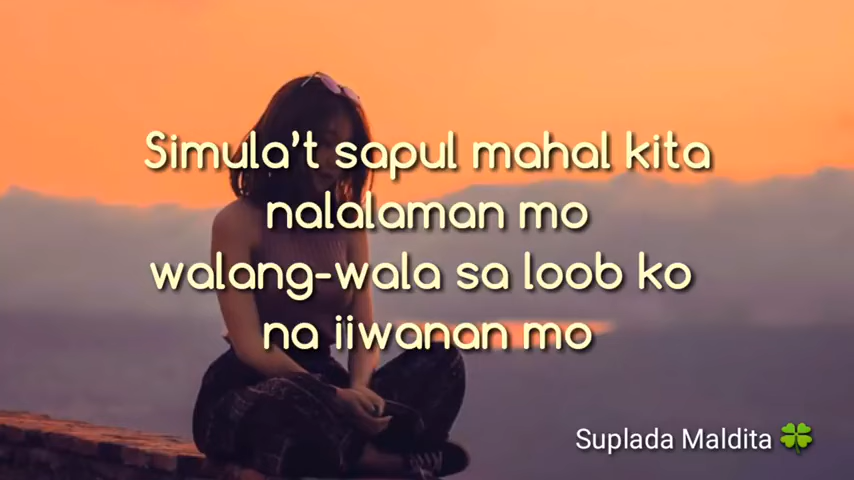 Simula't sapul mahal kita
nalalaman mo
walang-wala sa loob ko
na iiwanan mo
Suplada Maldita 🍀